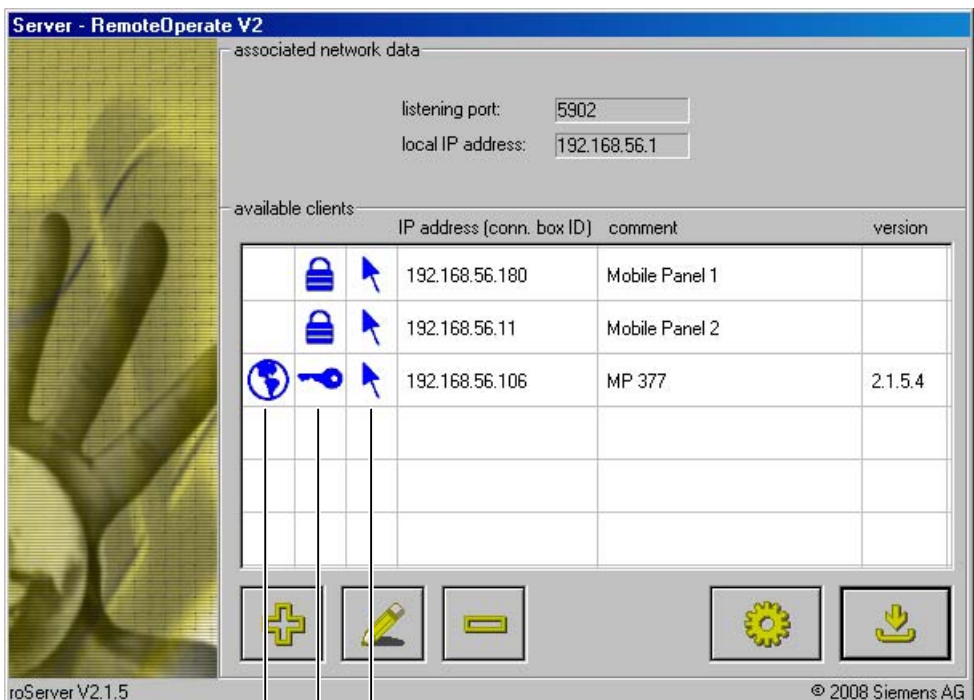 Server - RemoteOperate V2
associated network data
listening port: 5902
local IP address: 192.168.56.1
available clients
IP address (conn. box ID) comment version
192.168.56.180 Mobile Panel 1
192.168.56.11 Mobile Panel 2
192.168.56.106 MP 377 2.1.5.4
roServer V2.1.5 © 2008 Siemens AG